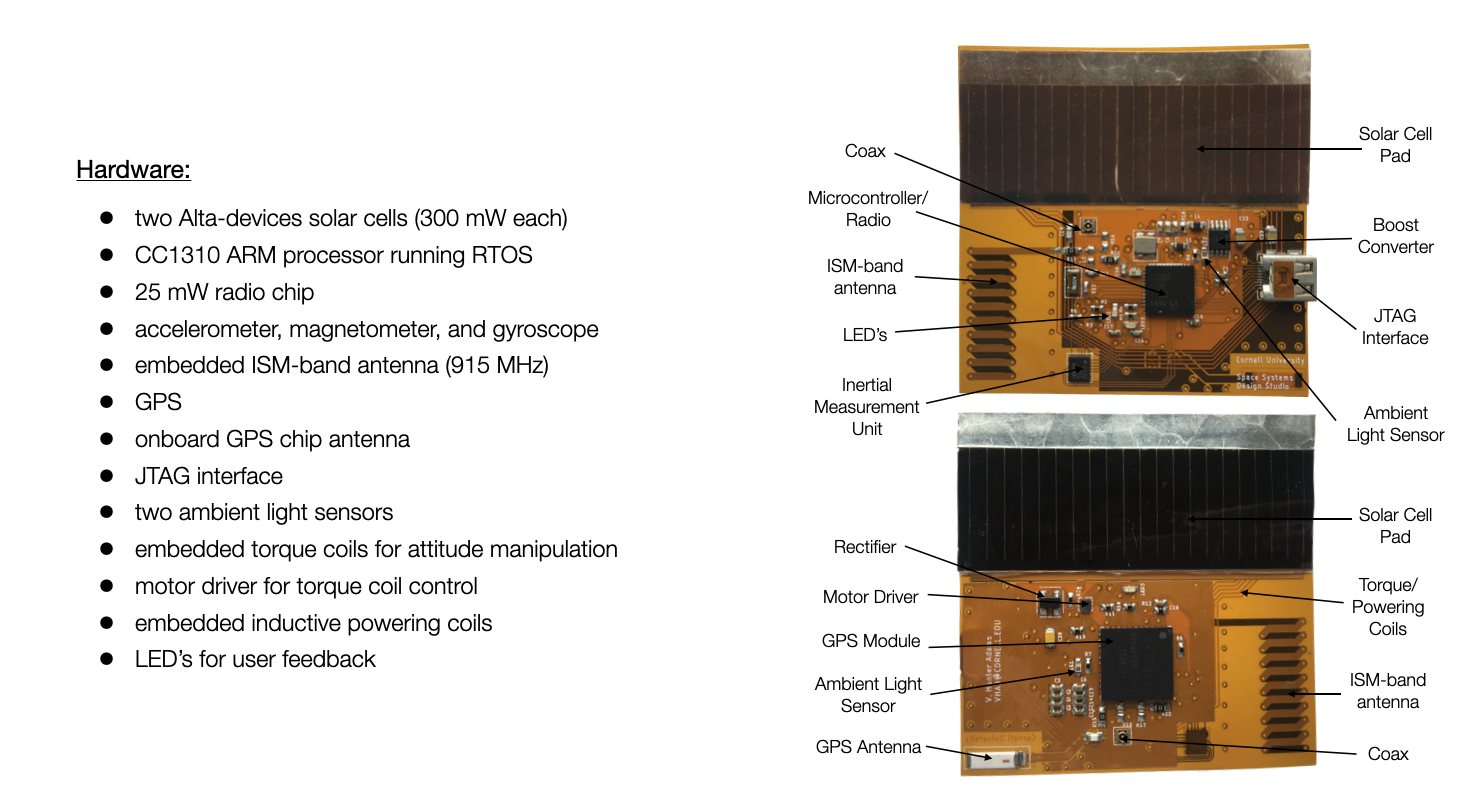 Hardware:
● two Alta-devices solar cells (300 mW each)
● CC1310 ARM processor running RTOS
● 25 mW radio chip
● accelerometer, magnetometer, and gyroscope
● embedded ISM-band antenna (915 MHz)
● GPS
● onboard GPS chip antenna
● JTAG interface
● two ambient light sensors
● embedded torque coils for attitude manipulation
● motor driver for torque coil control
● embedded inductive powering coils
● LED’s for user feedback
Coax
Microcontroller/
Radio
ISM-band
antenna
LED’s
Inertial
Measurement
Unit
Solar Cell
Pad
Boost
Converter
JTAG
Interface
Ambient
Light Sensor
Cornell University
Space Systems
Design Studio
Rectifier
Motor Driver
GPS Module
Ambient Light
Sensor
GPS Antenna
Solar Cell
Pad
Torque/
Powering
Coils
ISM-band
antenna
Coax
V. Hunter Adams
Cornell University